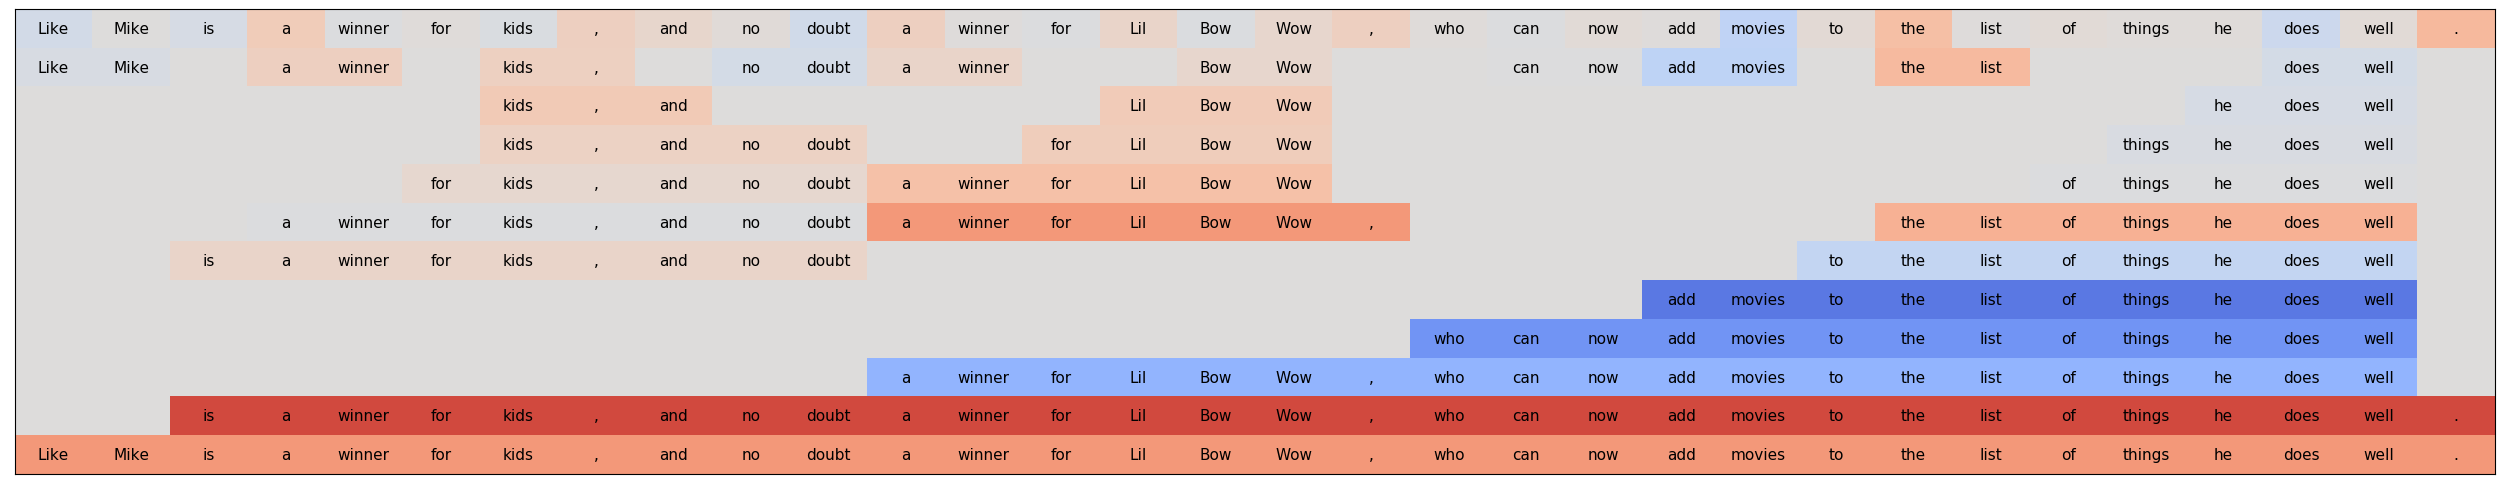 Like Mike is a winner for kids , and no doubt a winner for Lil Bow Wow , who can now add movies to the list of things he does well .
Like Mike a winner kids , no doubt a winner Bow Wow can now add movies the list does well
kids , and Lil Bow Wow he does well
kids , and no doubt for Lil Bow Wow things he does well
for kids , and no doubt a winner for Lil Bow Wow of things he does well
a winner for kids , and no doubt a winner for Lil Bow Wow , the list of things he does well
is a winner for kids , and no doubt to the list of things he does well
add movies to the list of things he does well
who can now add movies to the list of things he does well
a winner for Lil Bow Wow , who can now add movies to the list of things he does well
is a winner for kids , and no doubt a winner for Lil Bow Wow , who can now add movies to the list of things he does well .
Like Mike is a winner for kids , and no doubt a winner for Lil Bow Wow , who can now add movies to the list of things he does well .